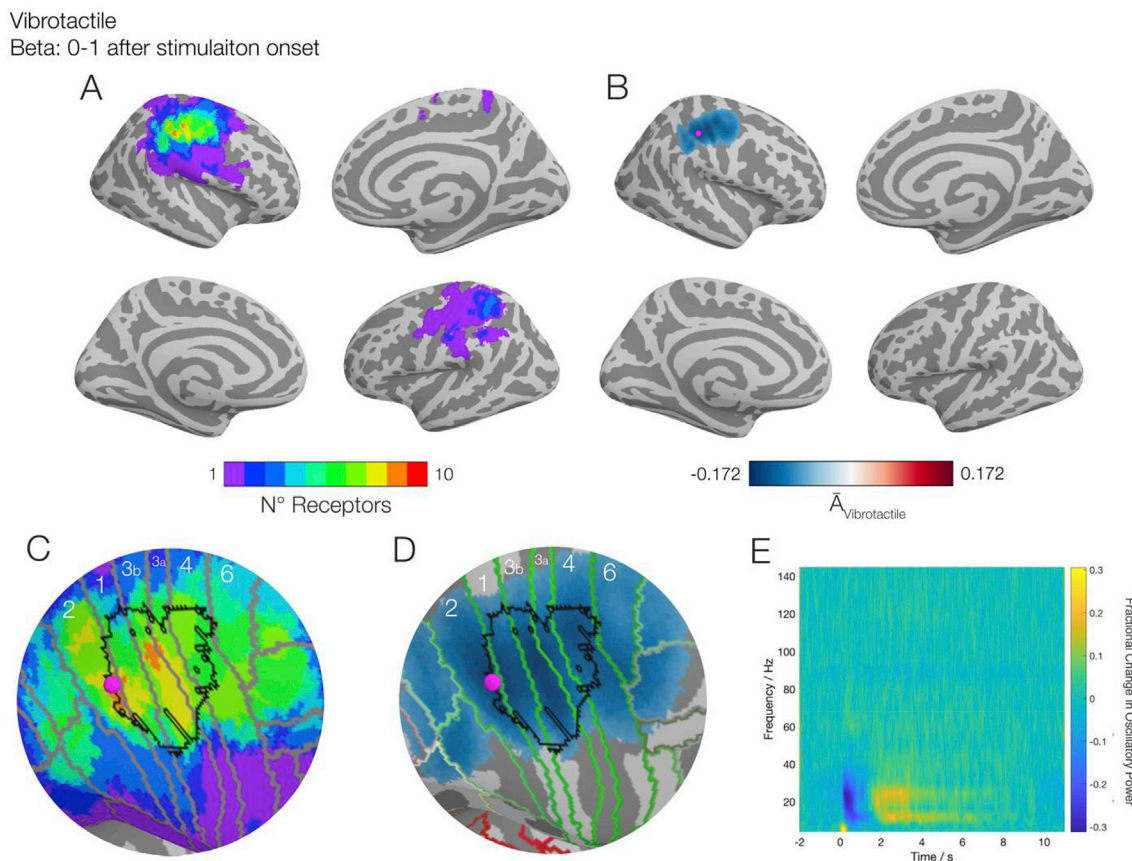 Vibrotactile
Beta: 0-1 after stimulaiton onset
A
B
1
10
N° Receptors
-0.172
0.172
ĀVibrotactile
C
2
1
3b
3a
4
6
D
2
1
3b
3a
4
6
E
140
120
100
80
60
40
20
Frequency / Hz
-2
0
2
4
6
8
10
Time / s
0.3
0.2
0.1
0
-0.1
-0.2
-0.3
Fractional Change in Oscillatory Power